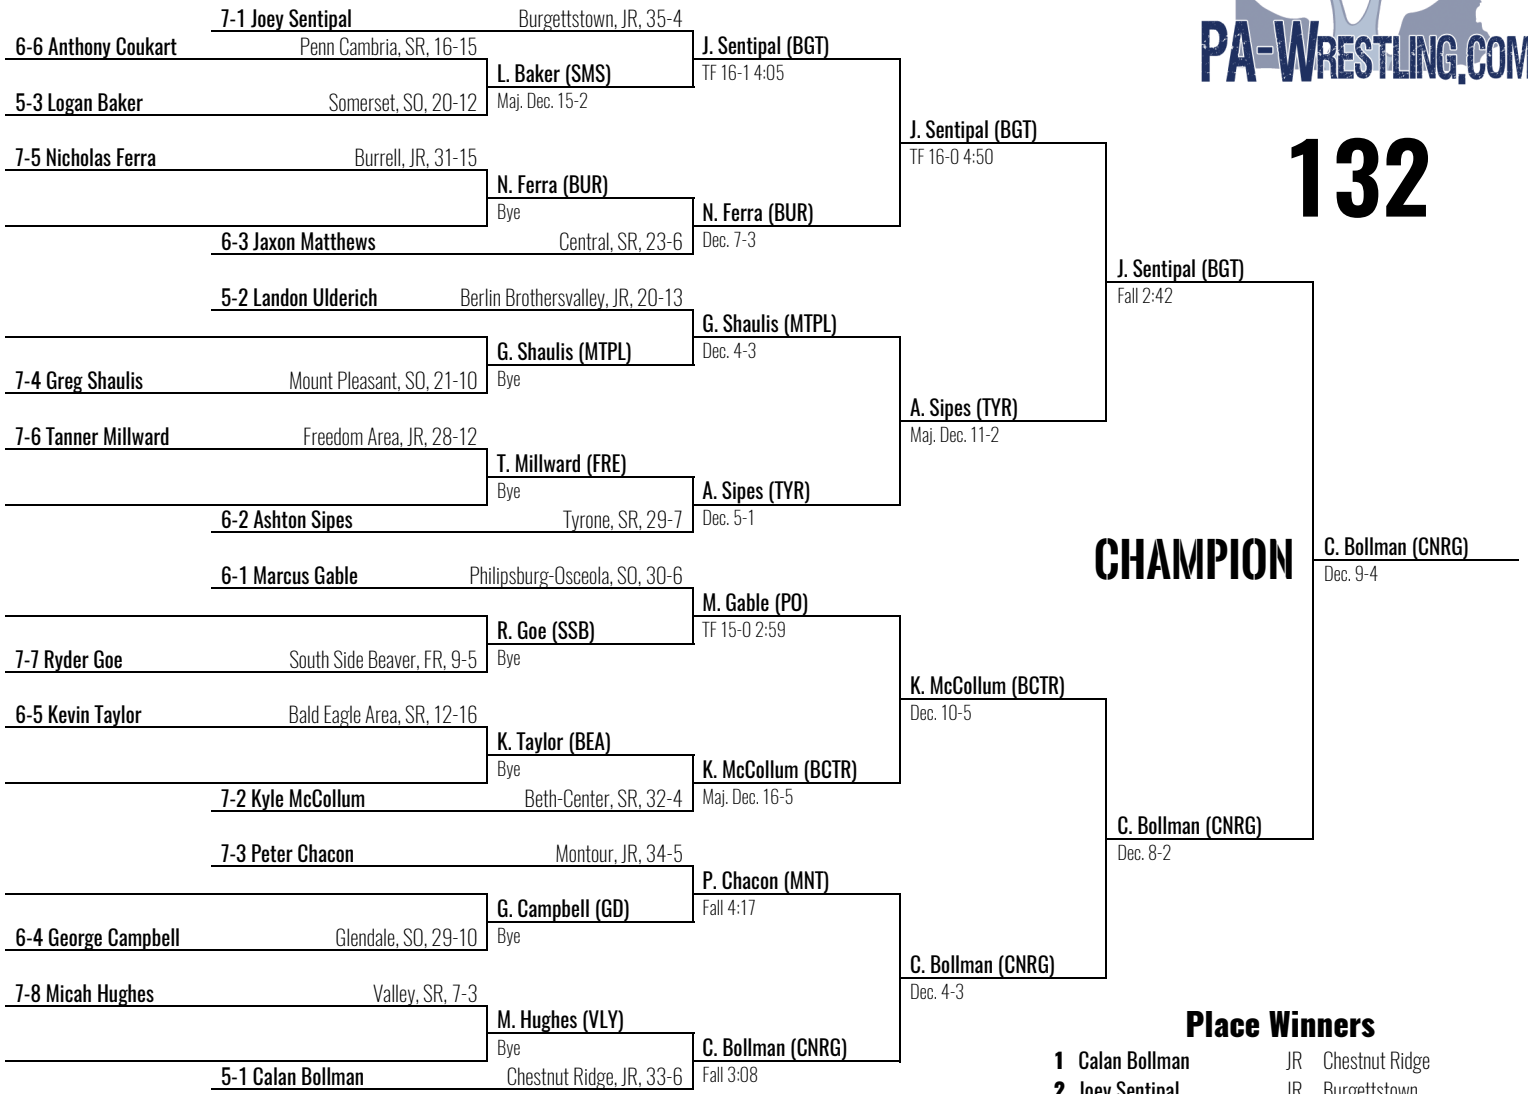 7-1 Joey Sentipal Burgettstown, JR, 35-4
6-6 Anthony Coukart Penn Cambria, SR, 16-15
J. Sentipal (BGT)
TF 16-1 4:05
L. Baker (SMS)
Maj. Dec. 15-2
5-3 Logan Baker Somerset, SO, 20-12
J. Sentipal (BGT)
TF 16-0 4:50
7-5 Nicholas Ferra Burrell, JR, 31-15
N. Ferra (BUR)
Bye
N. Ferra (BUR)
Dec. 7-3
6-3 Jaxon Matthews Central, SR, 23-6
J. Sentipal (BGT)
Fall 2:42
5-2 Landon Ulderich Berlin Brothersvalley, JR, 20-13
G. Shaulis (MTPL)
Dec. 4-3
G. Shaulis (MTPL)
Bye
7-4 Greg Shaulis Mount Pleasant, SO, 21-10
A. Sipes (TYR)
Maj. Dec. 11-2
7-6 Tanner Millward Freedom Area, JR, 28-12
T. Millward (FRE)
Bye
A. Sipes (TYR)
Dec. 5-1
6-2 Ashton Sipes Tyrone, SR, 29-7
CHAMPION
C. Bollman (CNRG)
Dec. 9-4
6-1 Marcus Gable Philipsburg-Osceola, SO, 30-6
M. Gable (PO)
TF 15-0 2:59
R. Goe (SSB)
Bye
7-7 Ryder Goe South Side Beaver, FR, 9-5
K. McCollum (BCTR)
Dec. 10-5
6-5 Kevin Taylor Bald Eagle Area, SR, 12-16
K. Taylor (BEA)
Bye
K. McCollum (BCTR)
Maj. Dec. 16-5
7-2 Kyle McCollum Beth-Center, SR, 32-4
C. Bollman (CNRG)
Dec. 8-2
7-3 Peter Chacon Montour, JR, 34-5
P. Chacon (MNT)
Fall 4:17
G. Campbell (GD)
Bye
6-4 George Campbell Glendale, SO, 29-10
C. Bollman (CNRG)
Dec. 4-3
7-8 Micah Hughes Valley, SR, 7-3
M. Hughes (VLY)
Bye
C. Bollman (CNRG)
Fall 3:08
5-1 Calan Bollman Chestnut Ridge, JR, 33-6
PA-WRESTLING.COM
132
Place Winners
1 Calan Bollman JR Chestnut Ridge
2 Joey Sentipal JR Burgettstown